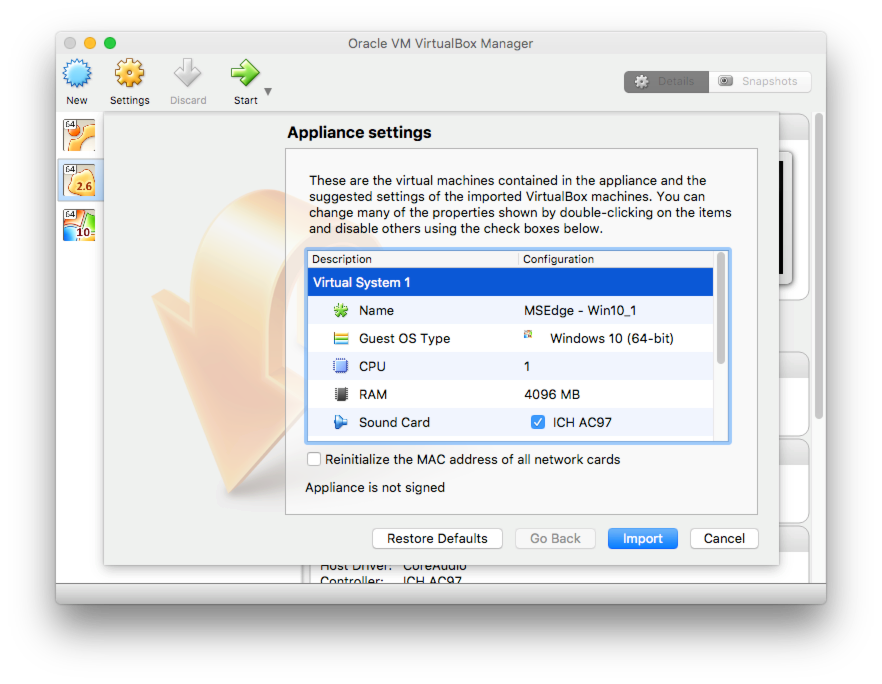 Oracle VM VirtualBox Manager
New
Settings
Discard
Start
Details
Snapshots
64
64
2.6
64
10
Appliance settings
These are the virtual machines contained in the appliance and the
suggested settings of the imported VirtualBox machines. You can
change many of the properties shown by double-clicking on the items
and disable others using the check boxes below.
Description Configuration
Virtual System 1
Name MSEdge - Win10_1
Guest OS Type Windows 10 (64-bit)
CPU 1
RAM 4096 MB
Sound Card ICH AC97
Reinitialize the MAC address of all network cards
Appliance is not signed
Restore Defaults
Go Back
Import
Cancel
Host Driver: CoreAudio
Controller: ICH AC97